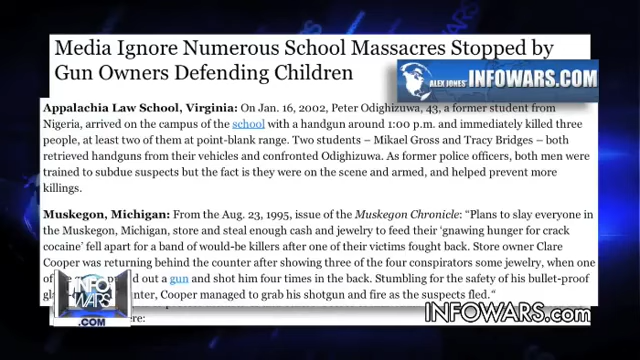 Media Ignore Numerous School Massacres Stopped by
Gun Owners Defending Children
ALEX JONES' INFOWARS.COM
Appalachia Law School, Virginia: On Jan. 16, 2002, Peter Odighizuwa, 43, a former student from
Nigeria, arrived on the campus of the school with a handgun around 1:00 p.m. and immediately killed three
people, at least two of them at point-blank range. Two students – Mikael Gross and Tracy Bridges – both
retrieved handguns from their vehicles and confronted Odighizuwa. As former police officers, both men were
trained to subdue suspects but the fact is they were on the scene and armed, and helped prevent more
killings.
Muskegon, Michigan: From the Aug. 23, 1995, issue of the Muskegon Chronicle: “Plans to slay everyone in
the Muskegon, Michigan, store and steal enough cash and jewelry to feed their ‘gnawing hunger for crack
cocaine’ fell apart for a band of would-be killers after one of their victims fought back. Store owner Clare
Cooper was returning behind the counter after showing three of the four conspirators some jewelry, when one
of out a gun and shot him four times in the back. Stumbling for the safety of his bullet-proof
Cooper managed to grab his shotgun and fire as the suspects fled.“
INFO
WARS
.COM
INFOWARS.com